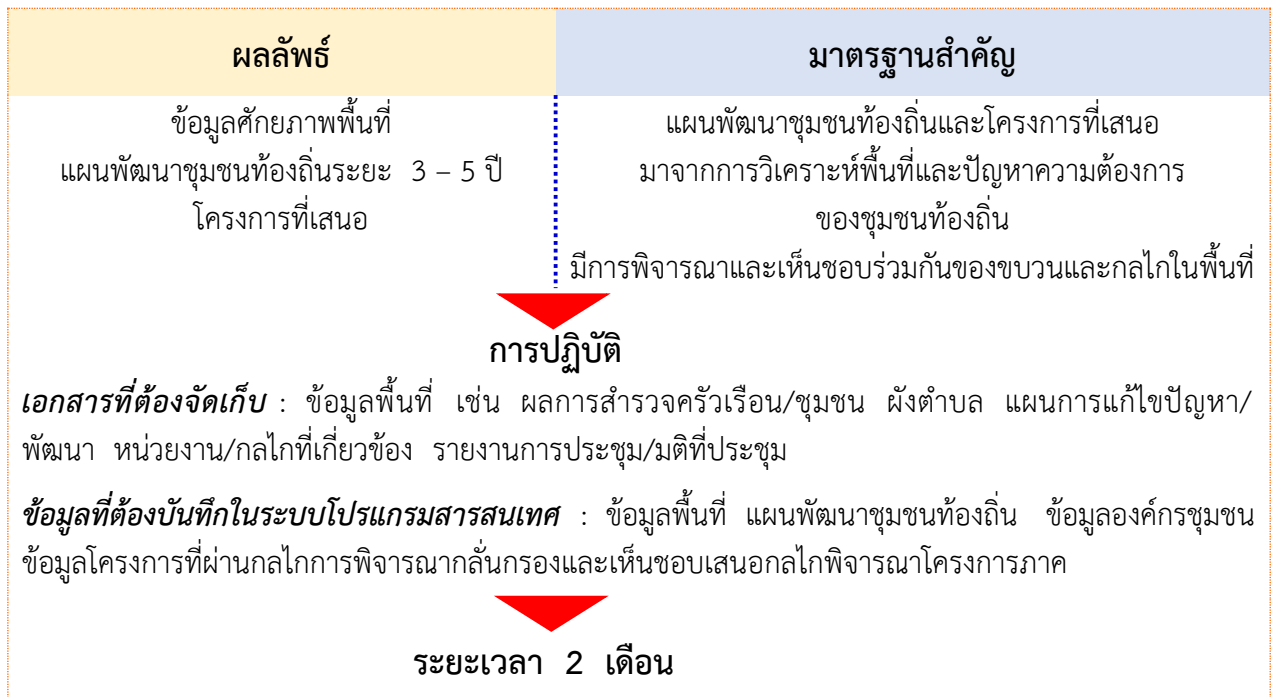 ผลลัพธ์
มาตรฐานสำคัญ
ข้อมูลศักยภาพพื้นที่
แผนพัฒนาชุมชนท้องถิ่นระยะ 3 – 5 ปี
โครงการที่เสนอ
แผนพัฒนาชุมชนท้องถิ่นและโครงการที่เสนอ
มาจากการวิเคราะห์พื้นที่และปัญหาความต้องการ
ของชุมชนท้องถิ่น
มีการพิจารณาและเห็นชอบร่วมกันของขบวนและกลไกในพื้นที่
การปฏิบัติ
เอกสารที่ต้องจัดเก็บ : ข้อมูลพื้นที่ เช่น ผลการสำรวจครัวเรือน/ชุมชน ผังตำบล แผนการแก้ไขปัญหา/
พัฒนา หน่วยงาน/กลไกที่เกี่ยวข้อง รายงานการประชุม/มติที่ประชุม
ข้อมูลที่ต้องบันทึกในระบบโปรแกรมสารสนเทศ : ข้อมูลพื้นที่ แผนพัฒนาชุมชนท้องถิ่น ข้อมูลองค์กรชุมชน
ข้อมูลโครงการที่ผ่านกลไกการพิจารณากลั่นกรองและเห็นชอบเสนอกลไกพิจารณาโครงการภาค
ระยะเวลา 2 เดือน